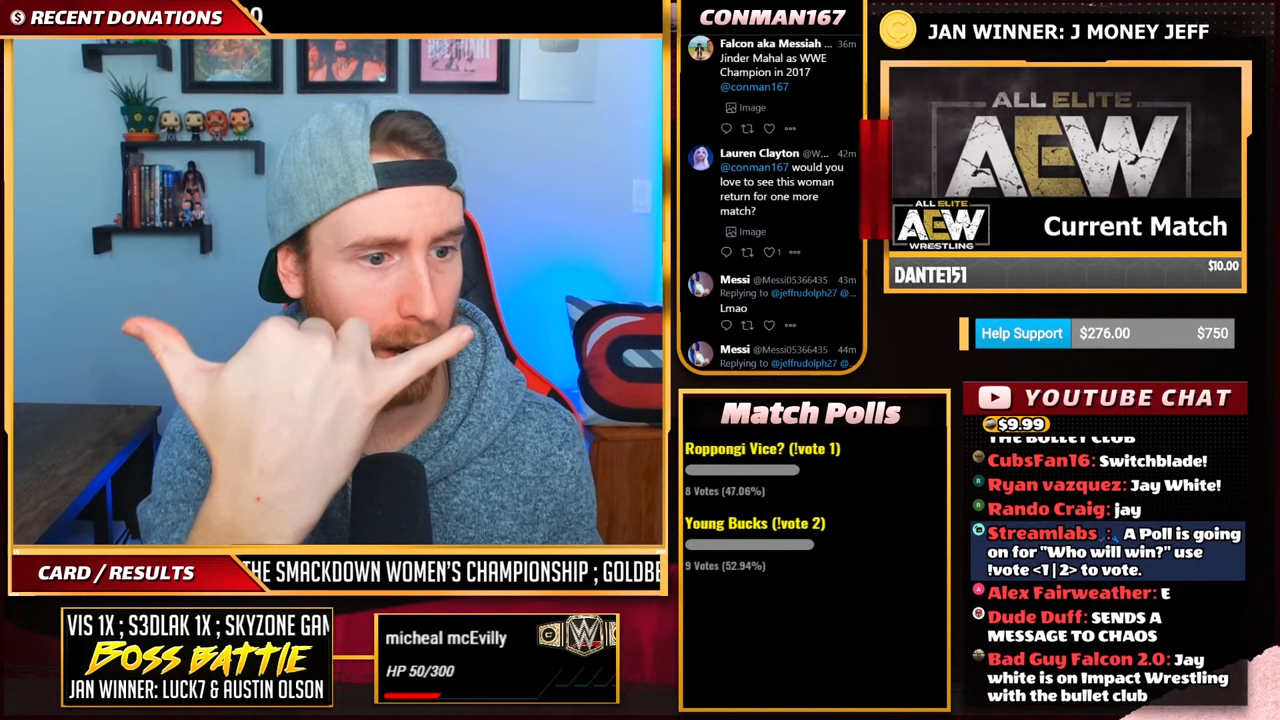 RECENT DONATIONS
CONMAN167
JAN WINNER: J MONEY JEFF
Falcon aka Messiah ... 36m
Jinder Mahal as WWE
Champion in 2017
@conman167
Image
Lauren Clayton @W... 42m
@conman167 would you
love to see this woman
return for one more
match?
Image
1
Messi @Messi05366435 43m
Replying to @jeffrudolph27 @...
Lmao
Messi @Messi05366435 44m
Replying to @jeffrudolph27 @...
ALL ELITE
AEW
ALL ELITE
AEW
WRESTLING
Current Match
DANTE151
$10.00
Help Support
$276.00
$750
Match Polls
Roppongi Vice? (!vote 1)
8 Votes (47.06%)
Young Bucks (!vote 2)
9 Votes (52.94%)
YOUTUBE CHAT
$9.99
THE BULLET CLUB
CubsFan16: Switchblade!
Ryan vazquez: Jay White!
Rando Craig: jay
Streamlabs : A Poll is going
on for "Who will win?" use
!vote <1 | 2> to vote.
Alex Fairweather: E
Dude Duff: SENDS A
MESSAGE TO CHAOS
Bad Guy Falcon 2.0: Jay
white is on Impact Wrestling
with the bullet club
CARD / RESULTS
THE SMACKDOWN WOMEN'S CHAMPIONSHIP ; GOLDBE
VIS 1X ; S3DLAK 1X ; SKYZONE GAN
BOSS BATTLE
JAN WINNER: LUCK7 & AUSTIN OLSON
micheal mcEvilly
HP 50/300